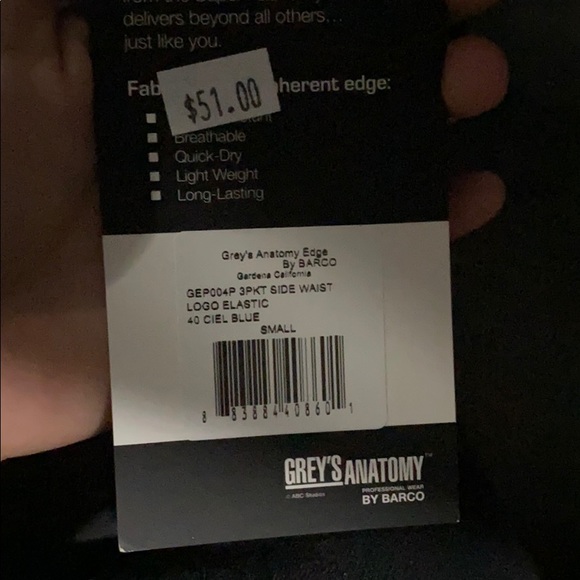 delivers beyond all others...
just like you.
Fab
herent edge:
$51.00
Breathable
Quick-Dry
Light Weight
Long-Lasting
Grey's Anatomy Edge
By BARCO
Gardena California
GEP004P 3PKT SIDE WAIST
LOGO ELASTIC
40 CIEL BLUE
SMALL
8 83884 40860 1
GREY'S ANATOMY™
© ABC Studios
PROFESSIONAL WEAR
BY BARCO